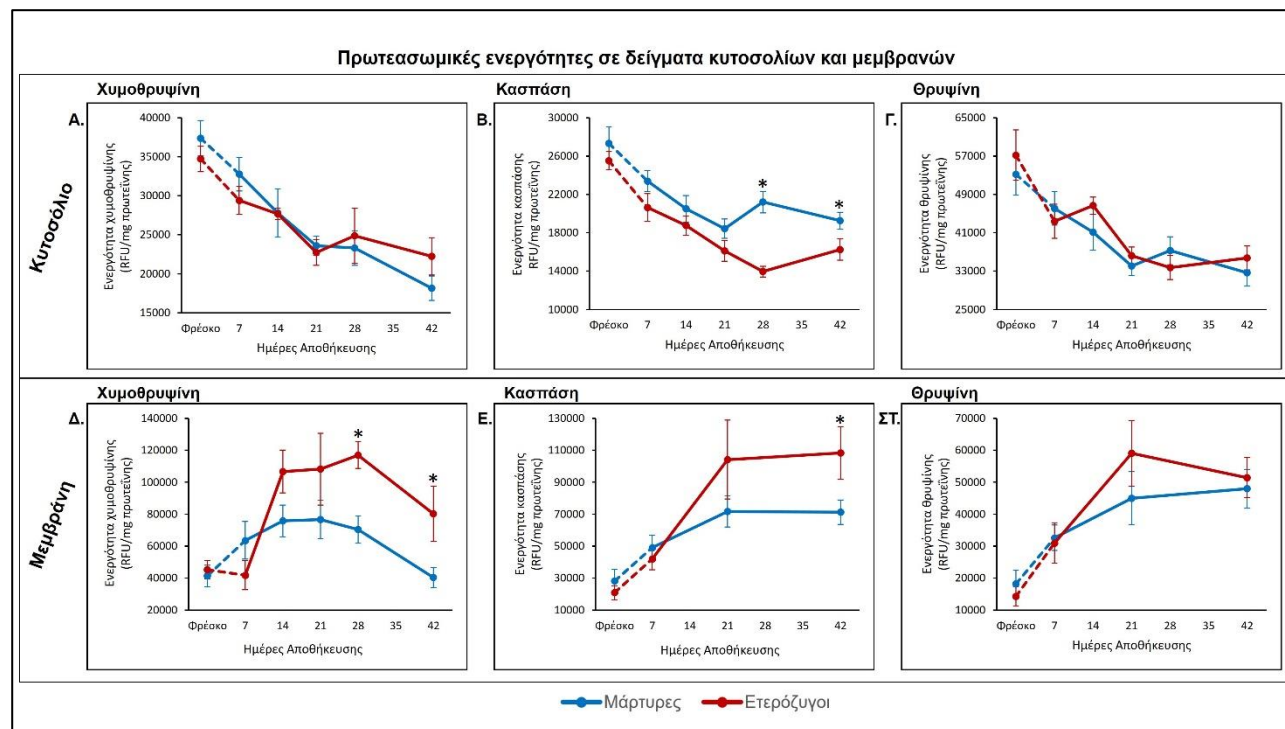 Πρωτεασωμικές ενεργότητες σε δείγματα κυτοσολίων και μεμβρανών
Κυτοσόλιο
Χυμοθρυψίνη
Α.
Ενεργότητα χυμοθρυψίνης
(RFU/mg πρωτεΐνης)
40000
35000
30000
25000
20000
15000
Φρέσκο 7 14 21 28 35 42
Ημέρες Αποθήκευσης
Κασπάση
Β.
Ενεργότητα κασπάσης
RFU/mg πρωτεΐνης)
30000
26000
22000
18000
14000
10000
*
*
Φρέσκο 7 14 21 28 35 42
Ημέρες Αποθήκευσης
Θρυψίνη
Γ.
Ενεργότητα θρυψίνης
(RFU/mg πρωτεΐνης)
65000
57000
49000
41000
33000
25000
Φρέσκο 7 14 21 28 35 42
Ημέρες Αποθήκευσης
Μεμβράνη
Χυμοθρυψίνη
Δ.
Ενεργότητα χυμοθρυψίνης
(RFU/mg πρωτεΐνης)
140000
120000
100000
80000
60000
40000
20000
*
*
Φρέσκο 7 14 21 28 35 42
Ημέρες Αποθήκευσης
Κασπάση
Ε.
Ενεργότητα κασπάσης
(RFU/mg πρωτεΐνης)
130000
110000
90000
70000
50000
30000
10000
*
Φρέσκο 7 14 21 28 35 42
Ημέρες Αποθήκευσης
Θρυψίνη
ΣΤ.
Ενεργότητα θρυψίνης
(RFU/mg πρωτεΐνης)
70000
60000
50000
40000
30000
20000
10000
Φρέσκο 7 14 21 28 35 42
Ημέρες Αποθήκευσης
Μάρτυρες Ετερόζυγοι